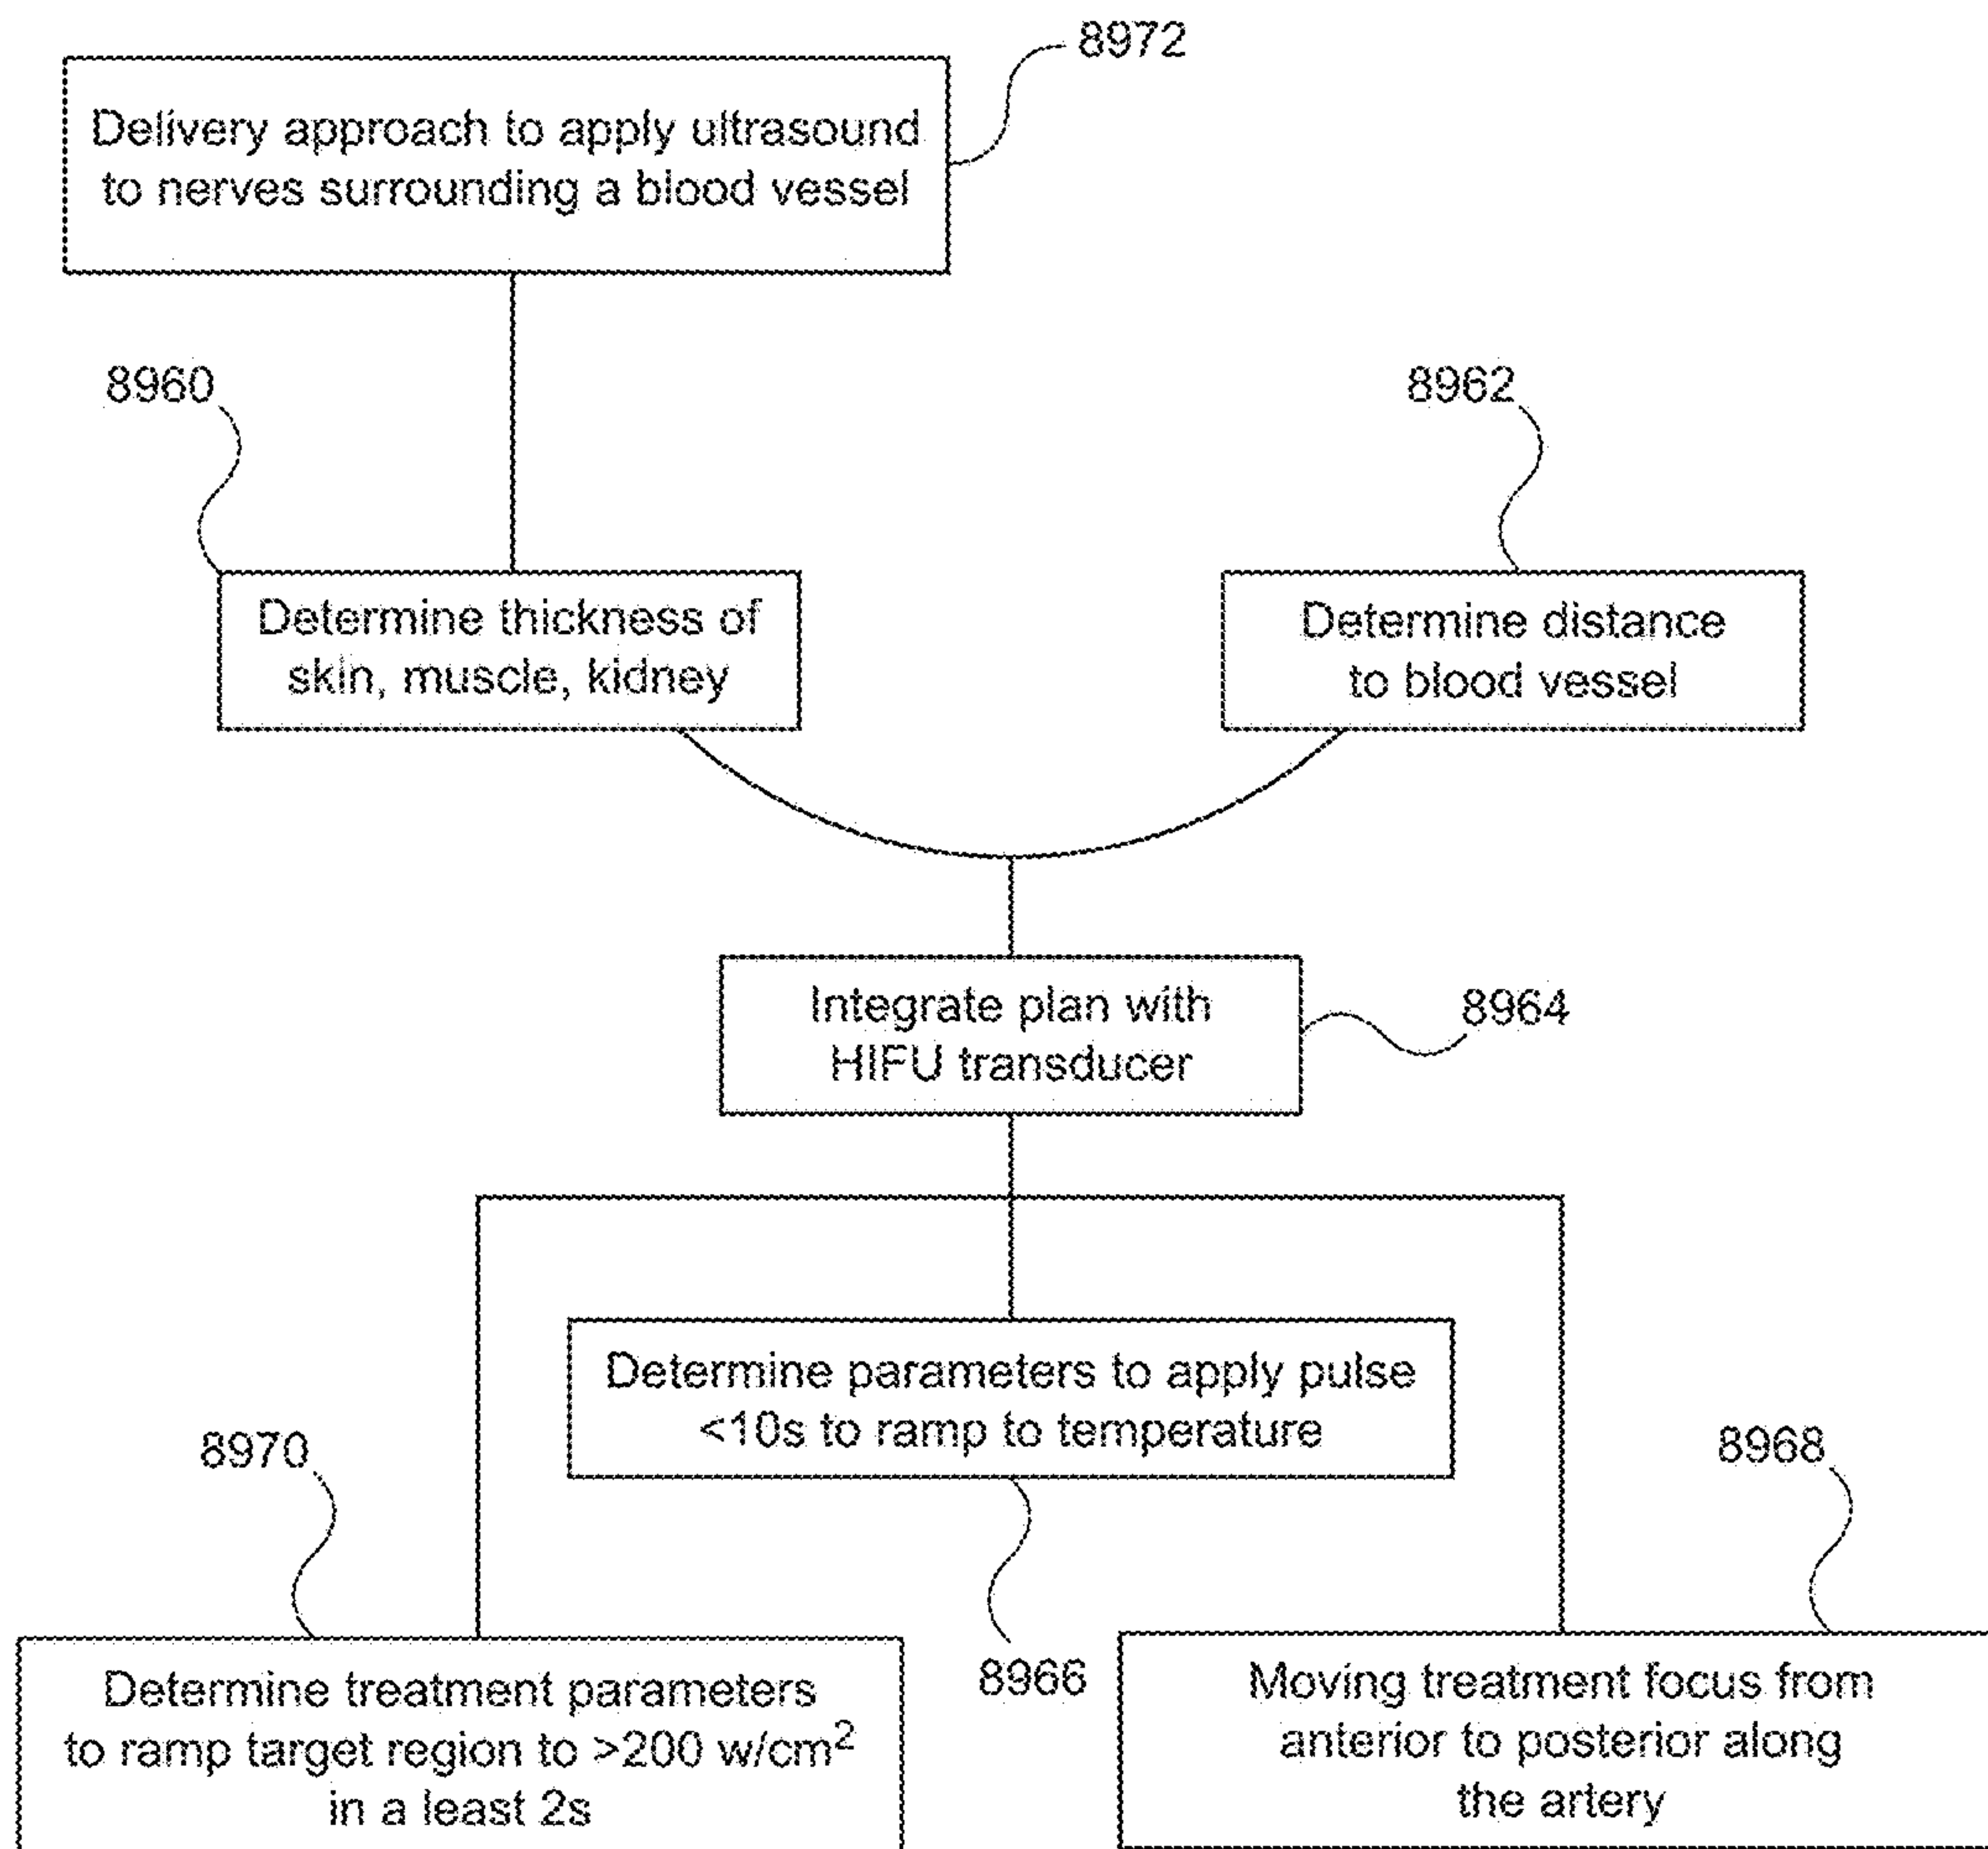 8972
Delivery approach to apply ultrasound
to nerves surrounding a blood vessel
8960
8962
Determine thickness of
skin, muscle, kidney
Determine distance
to blood vessel
Integrate plan with
HIFU transducer
8964
Determine parameters to apply pulse
<10s to ramp to temperature
8970
8968
8966
Determine treatment parameters
to ramp target region to >200 w/cm²
in a least 2s
Moving treatment focus from
anterior to posterior along
the artery